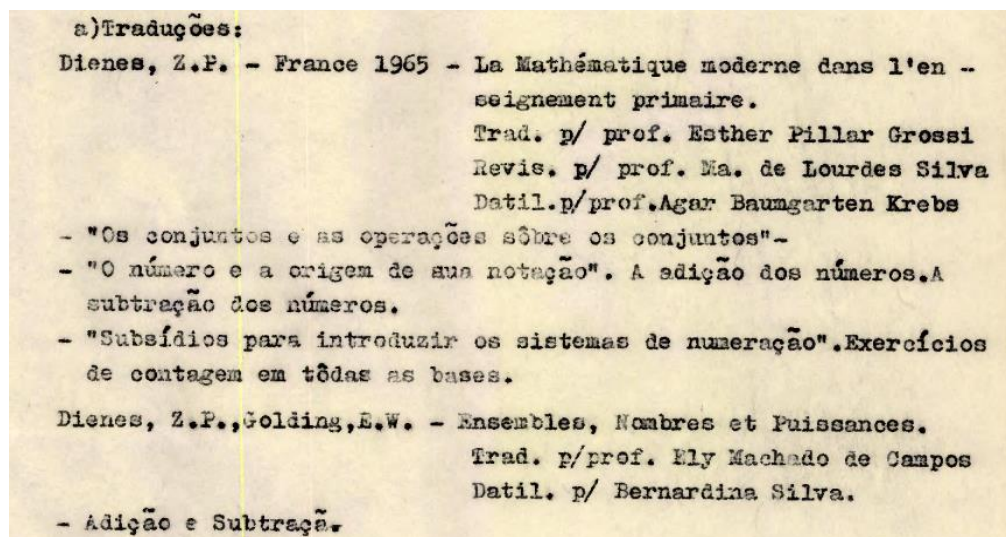 a)Traduções:
Dienes, Z.P. - France 1965 - La Mathématique moderne dans l'en -
seignement primaire.
Trad. p/ prof. Esther Pillar Grossi
Revis. p/ prof. Ma. de Lourdes Silva
Datil.p/prof.Agar Baumgarten Krebs
- "Os conjuntos e as operações sôbre os conjuntos"-
- "O número e a origem de sua notação". A adição dos números.A
subtração dos números.
- "Subsídios para introduzir os sistemas de numeração".Exercícios
de contagem em tôdas as bases.
Dienes, Z.P.,Golding,E.W. - Ensembles, Nombres et Puissances.
Trad. p/prof. Ely Machado de Campos
Datil. p/ Bernardina Silva.
- Adição e Subtraçã.